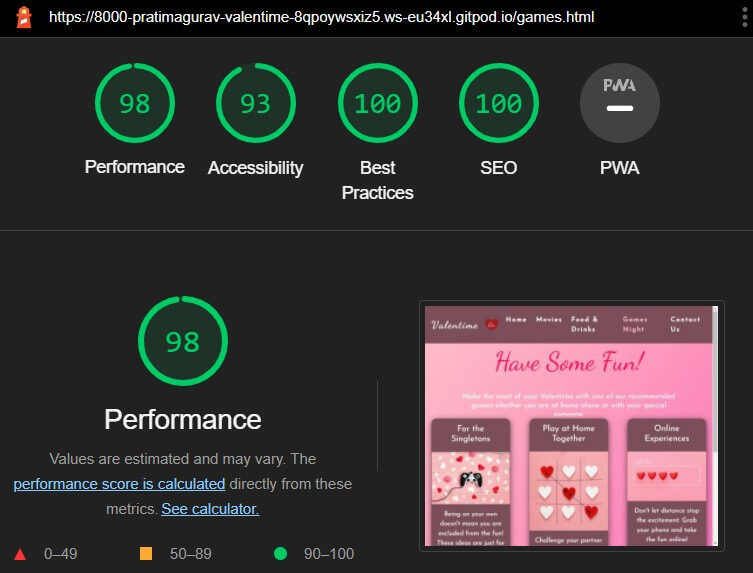 https://8000-pratimagurav-valentime-8qpoywsxiz5.ws-eu34xl.gitpod.io/games.html
98
93
100
100
PWA
Performance
Accessibility
Best
Practices
SEO
PWA
98
Performance
Values are estimated and may vary. The
performance score is calculated directly from these
metrics. See calculator.
0–49
50–89
90–100
Valentime
Home
Movies
Food &
Drinks
Games
Night
Contact
Us
Have Some Fun!
Make the most of your Valentime with one of our recommended
games whether you are at home alone or with your special
someone.
For the
Singletons
Being on your own
doesn't mean you are
excluded from the fun!
These ideas are just for
Play at Home
Together
Challenge your partner
Online
Experiences
Don't let distance stop
the excitement. Grab
your phone and take
the fun online!